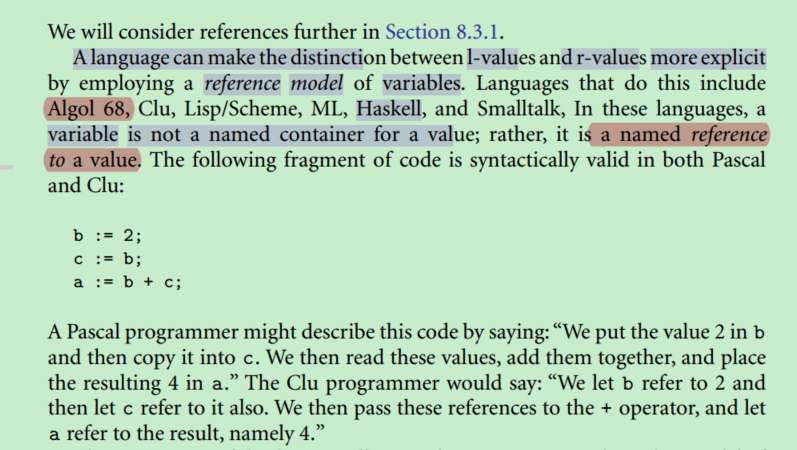 We will consider references further in Section 8.3.1.
A language can make the distinction between l-values and r-values more explicit
by employing a reference model of variables. Languages that do this include
Algol 68, Clu, Lisp/Scheme, ML, Haskell, and Smalltalk, In these languages, a
variable is not a named container for a value; rather, it is a named reference
to a value. The following fragment of code is syntactically valid in both Pascal
and Clu:
b := 2;
c := b;
a := b + c;
A Pascal programmer might describe this code by saying: “We put the value 2 in b
and then copy it into c. We then read these values, add them together, and place
the resulting 4 in a.” The Clu programmer would say: “We let b refer to 2 and
then let c refer to it also. We then pass these references to the + operator, and let
a refer to the result, namely 4.”